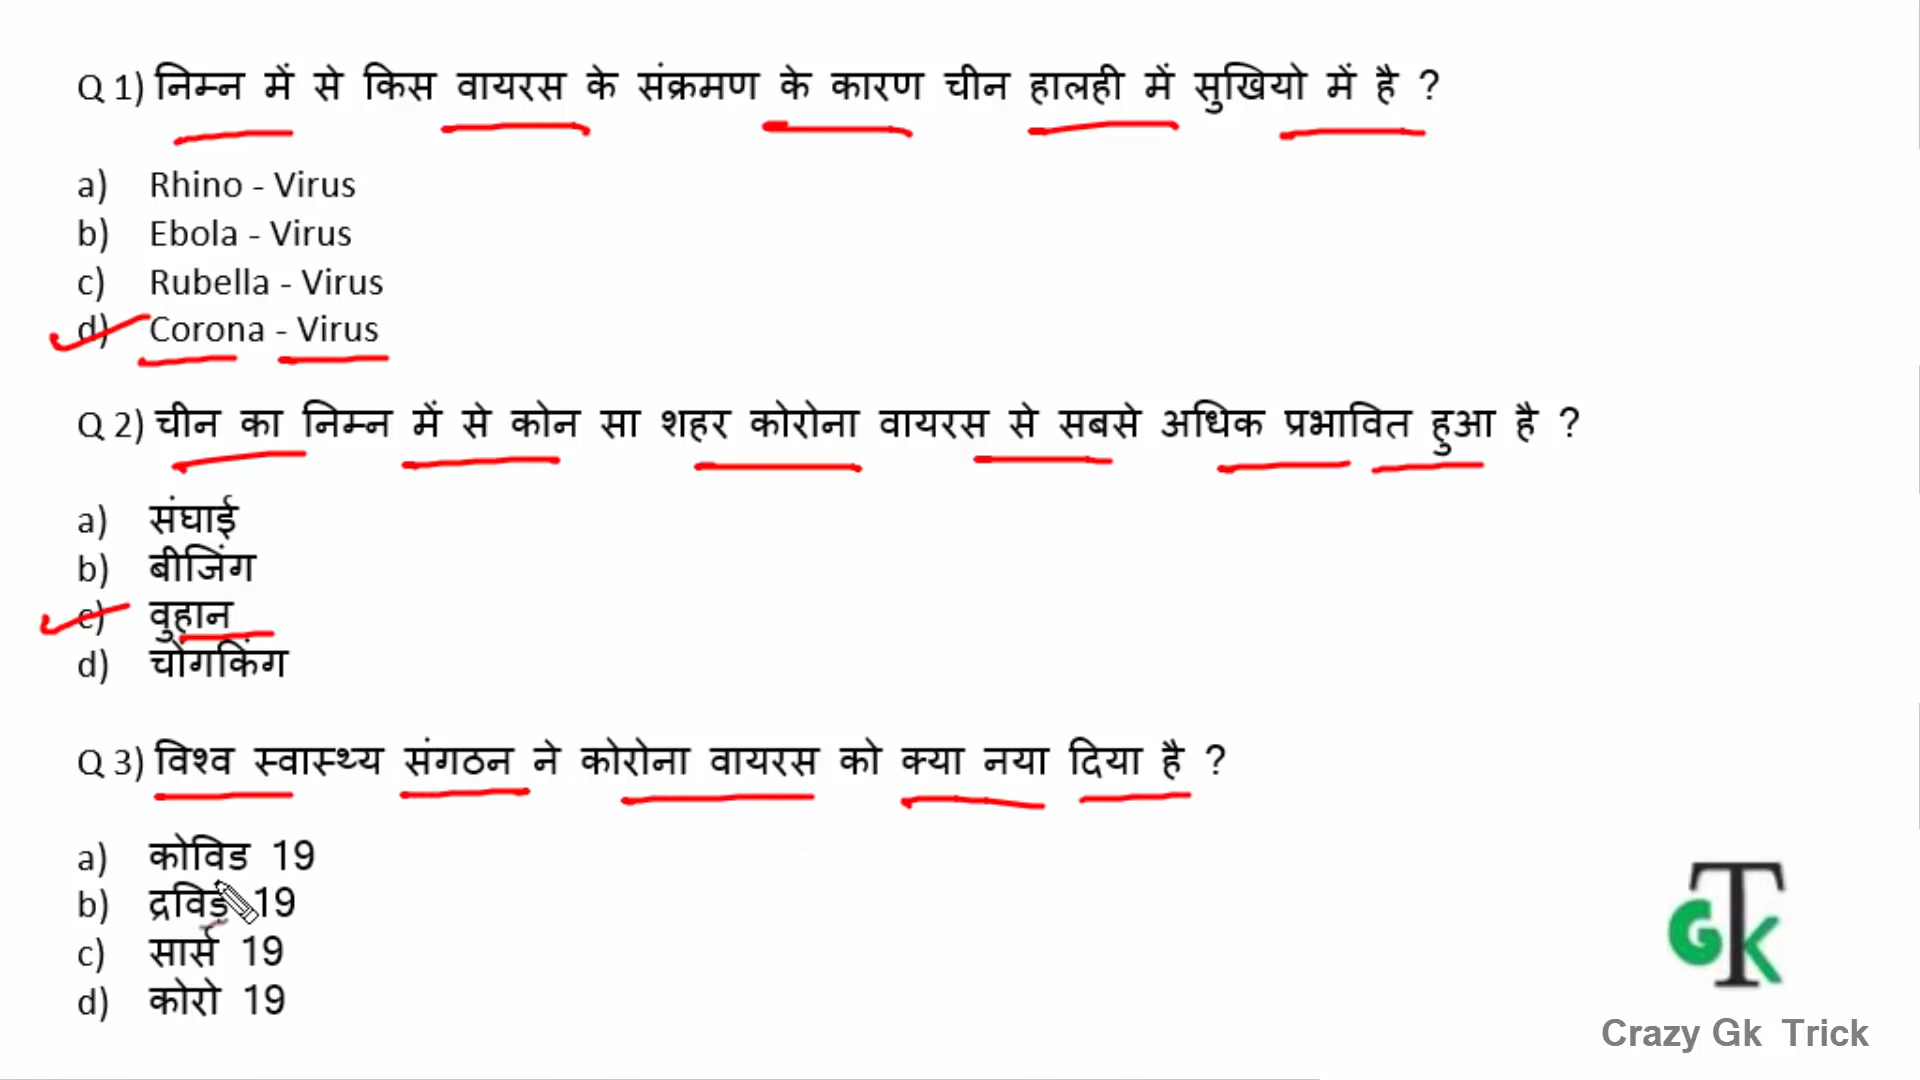 Q 1) निम्न में से किस वायरस के संक्रमण के कारण चीन हालही में सुखियो में है ?
a) Rhino - Virus
b) Ebola - Virus
c) Rubella - Virus
d) Corona - Virus
Q 2) चीन का निम्न में से कोन सा शहर कोरोना वायरस से सबसे अधिक प्रभावित हुआ है ?
a) संघाई
b) बीजिंग
c) वुहान
d) चोंगकिंग
Q 3) विश्व स्वास्थ्य संगठन ने कोरोना वायरस को क्या नया दिया है ?
a) कोविड 19
b) द्रविड़ 19
c) सार्स 19
d) कोरो 19
GTK
Crazy Gk Trick